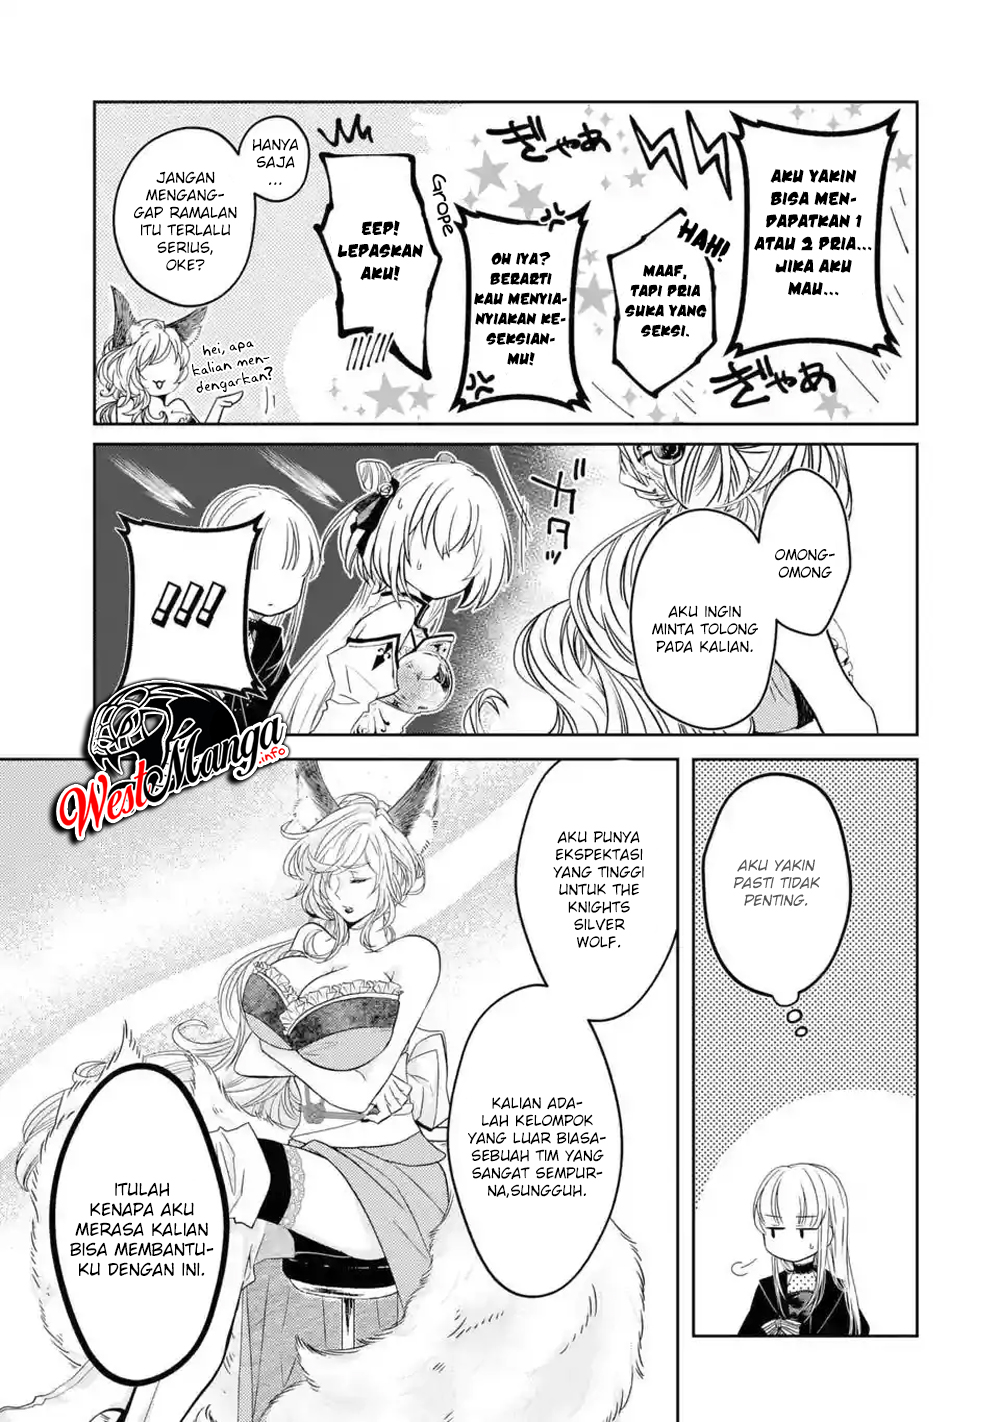 AKU YAKIN
BISA MEN-
DAPATKAN 1
ATAU 2 PRIA...
JIKA AKU
MAU...
HAH!
MAAF,
TAPI PRIA
SUKA YANG
SEKSI.
ぎゃああ
ぎゃああ
OH IYA?
BERARTI
KAU MENYIA-
NYIAKAN KE-
SEKSIAN-
MU!
Grope
EEP!
LEPASKAN
AKU!
HANYA
SAJA
...
JANGAN
MENGANG-
GAP RAMALAN
ITU TERLALU
SERIUS,
OKE?
hei, apa
kalian men-
dengarkan?
OMONG-
OMONG
AKU INGIN
MINTA TOLONG
PADA KALIAN.
ガタ
!!!!
WestManga
.info
AKU YAKIN
PASTI TIDAK
PENTING.
AKU PUNYA
EKSPEKTASI
YANG TINGGI
UNTUK THE
KNIGHTS
SILVER
WOLF.
KALIAN ADA-
LAH KELOMPOK
YANG LUAR BIASA-
SEBUAH TIM YANG
SANGAT SEMPUR-
NA,SUNGGUH.
ITULAH
KENAPA AKU
MERASA KALIAN
BISA MEMBANTU-
KU DENGAN INI.